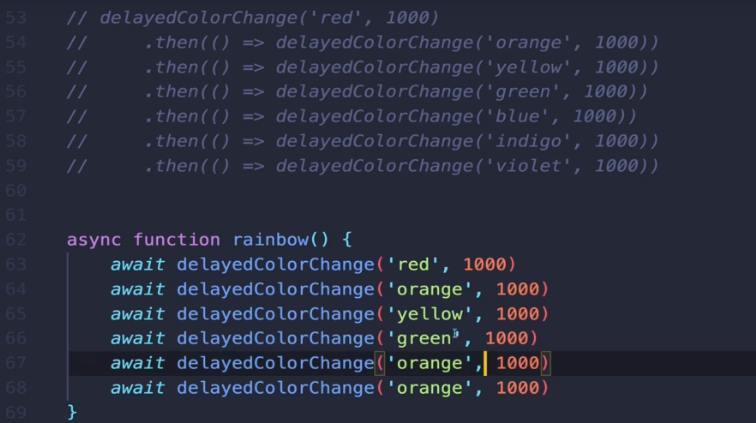 53 // delayedColorChange('red', 1000)
54 //     .then(() => delayedColorChange('orange', 1000))
55 //     .then(() => delayedColorChange('yellow', 1000))
56 //     .then(() => delayedColorChange('green', 1000))
57 //     .then(() => delayedColorChange('blue', 1000))
58 //     .then(() => delayedColorChange('indigo', 1000))
59 //     .then(() => delayedColorChange('violet', 1000))
60
61
62 async function rainbow() {
63     await delayedColorChange('red', 1000)
64     await delayedColorChange('orange', 1000)
65     await delayedColorChange('yellow', 1000)
66     await delayedColorChange('green', 1000)
67     await delayedColorChange('orange', 1000)
68     await delayedColorChange('orange', 1000)
69 }